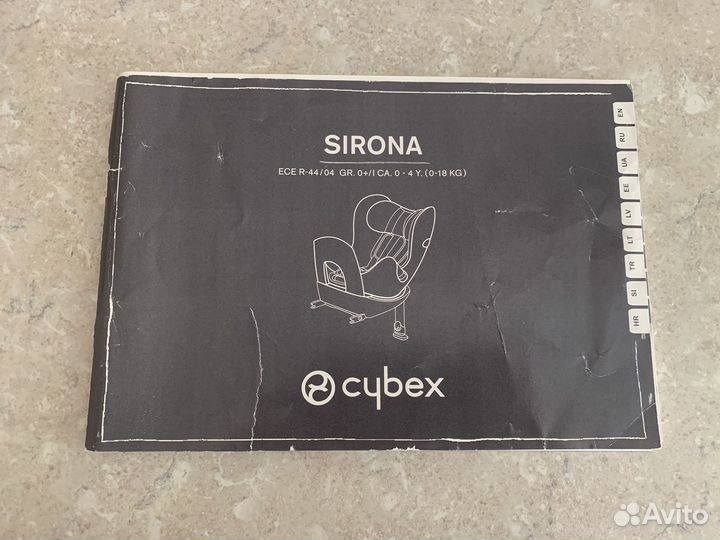 SIRONA
ECE R-44/04 GR. 0+/I CA. 0 - 4 Y. (0-18 KG)
cybex
EN
RU
UA
EE
LV
LT
TR
SI
HR
Avito